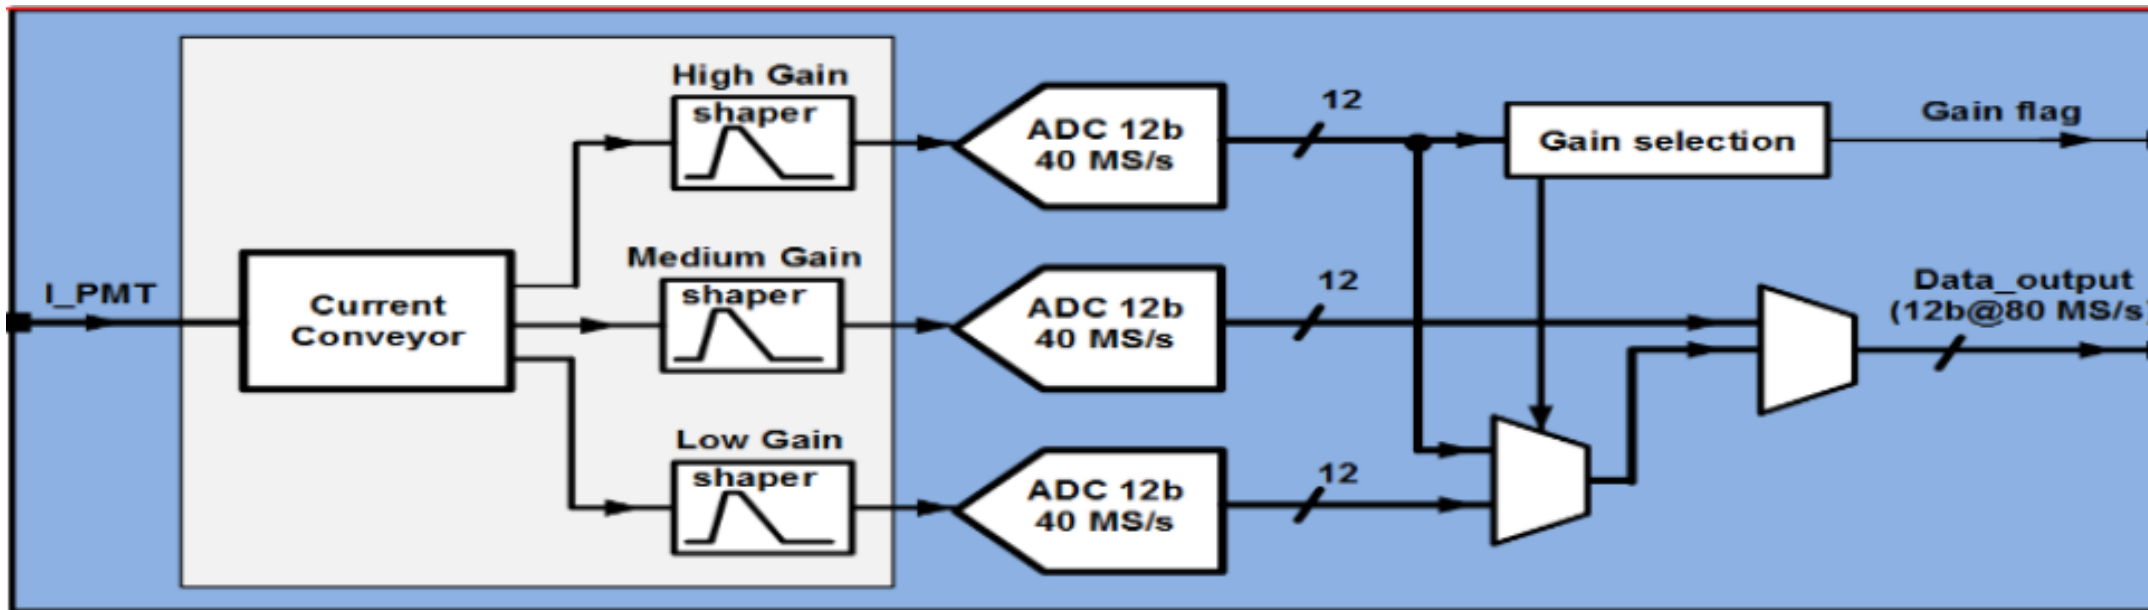 High Gain
shaper
ADC 12b
40 MS/s
12
Gain selection
Gain flag
I_PMT
Current
Conveyor
Medium Gain
shaper
ADC 12b
40 MS/s
12
Data_output
(12b@80 MS/s)
Low Gain
shaper
ADC 12b
40 MS/s
12